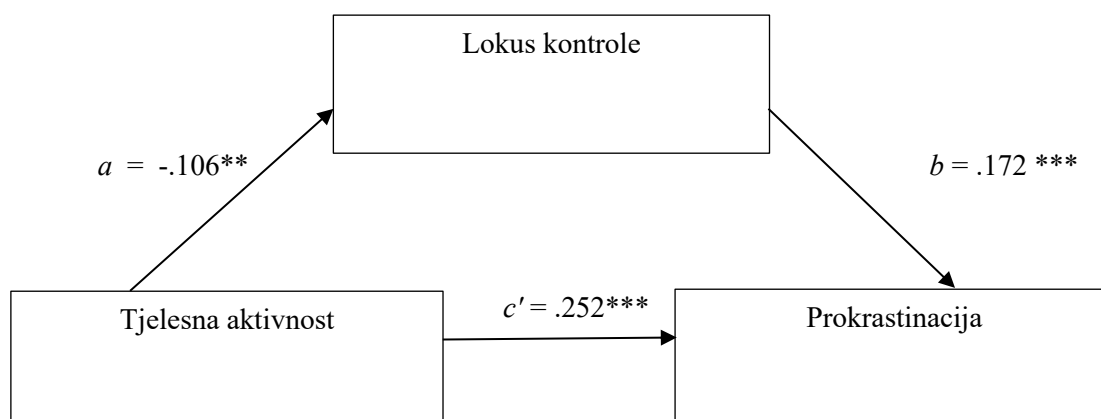 Lokus kontrole
a = -.106**
b = .172 ***
Tjelesna aktivnost
c' = .252***
Prokrastinacija